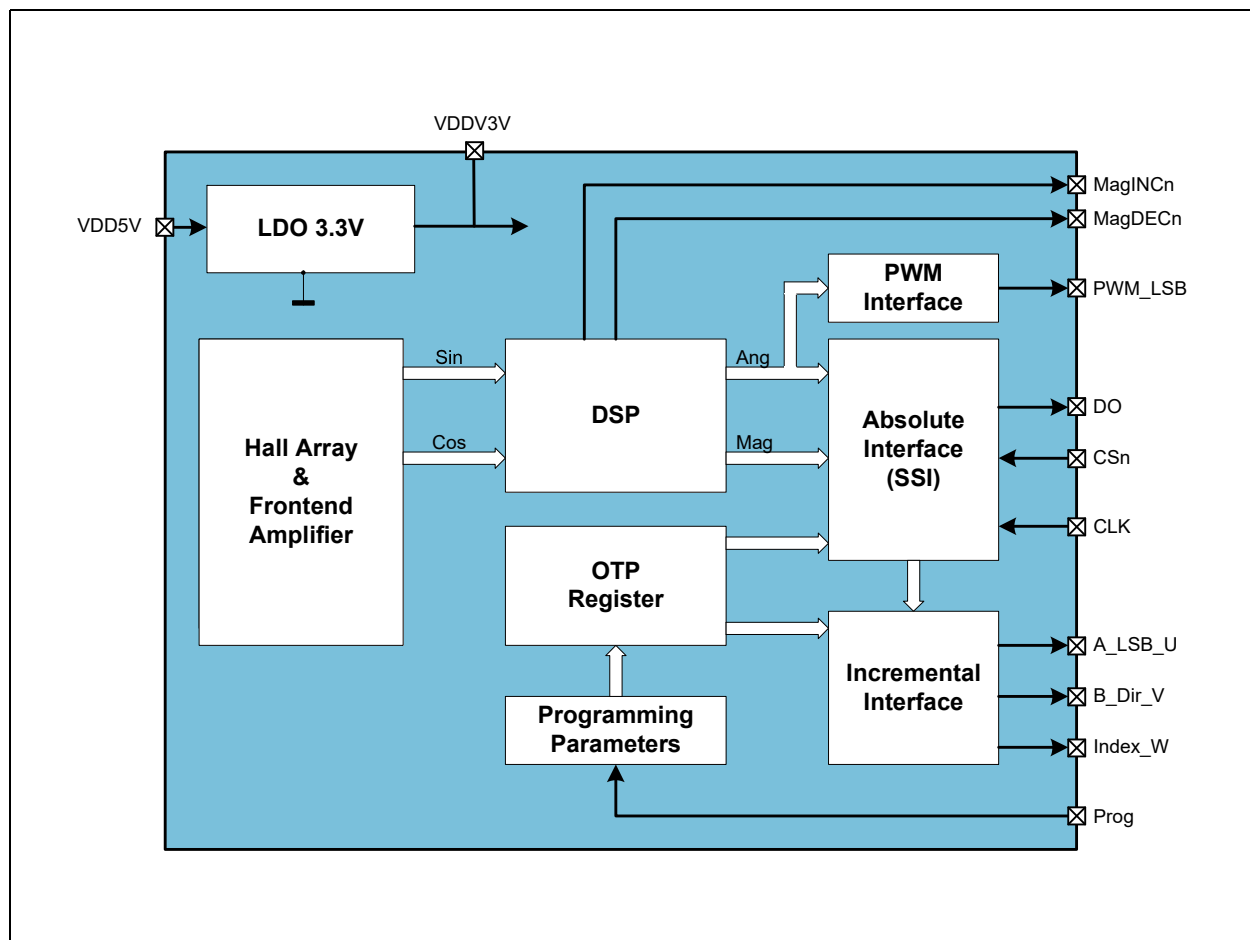 VDDV3V
VDD5V
LDO 3.3V
MagINCn
MagDECn
PWM
Interface
PWM_LSB
Hall Array
&
Frontend
Amplifier
Sin
Cos
DSP
Ang
Mag
Absolute
Interface
(SSI)
DO
CSn
CLK
OTP
Register
Programming
Parameters
Incremental
Interface
A_LSB_U
B_Dir_V
Index_W
Prog